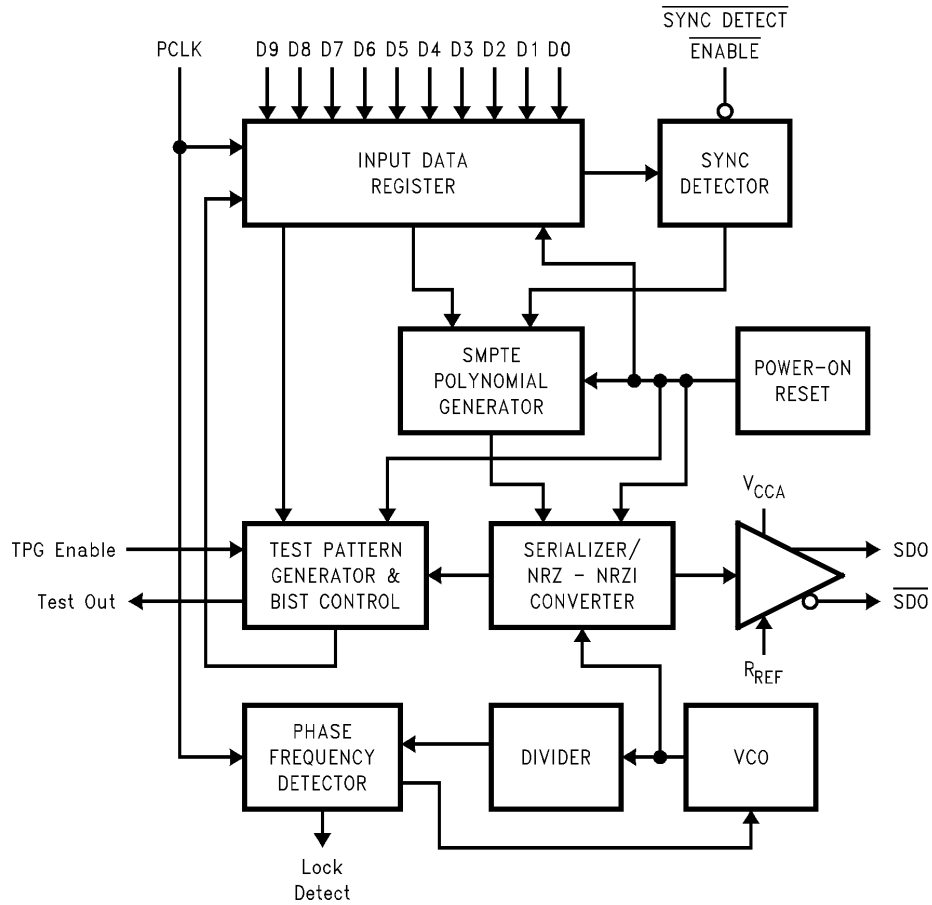 SYNC DETECT
PCLK D9 D8 D7 D6 D5 D4 D3 D2 D1 D0 ENABLE
INPUT DATA
REGISTER
SYNC
DETECTOR
SMPTE
POLYNOMIAL
GENERATOR
POWER-ON
RESET
VCCA
TPG Enable
Test Out
TEST PATTERN
GENERATOR &
BIST CONTROL
SERIALIZER/
NRZ - NRZI
CONVERTER
SDO
SDO
RREF
PHASE
FREQUENCY
DETECTOR
DIVIDER
VCO
Lock
Detect